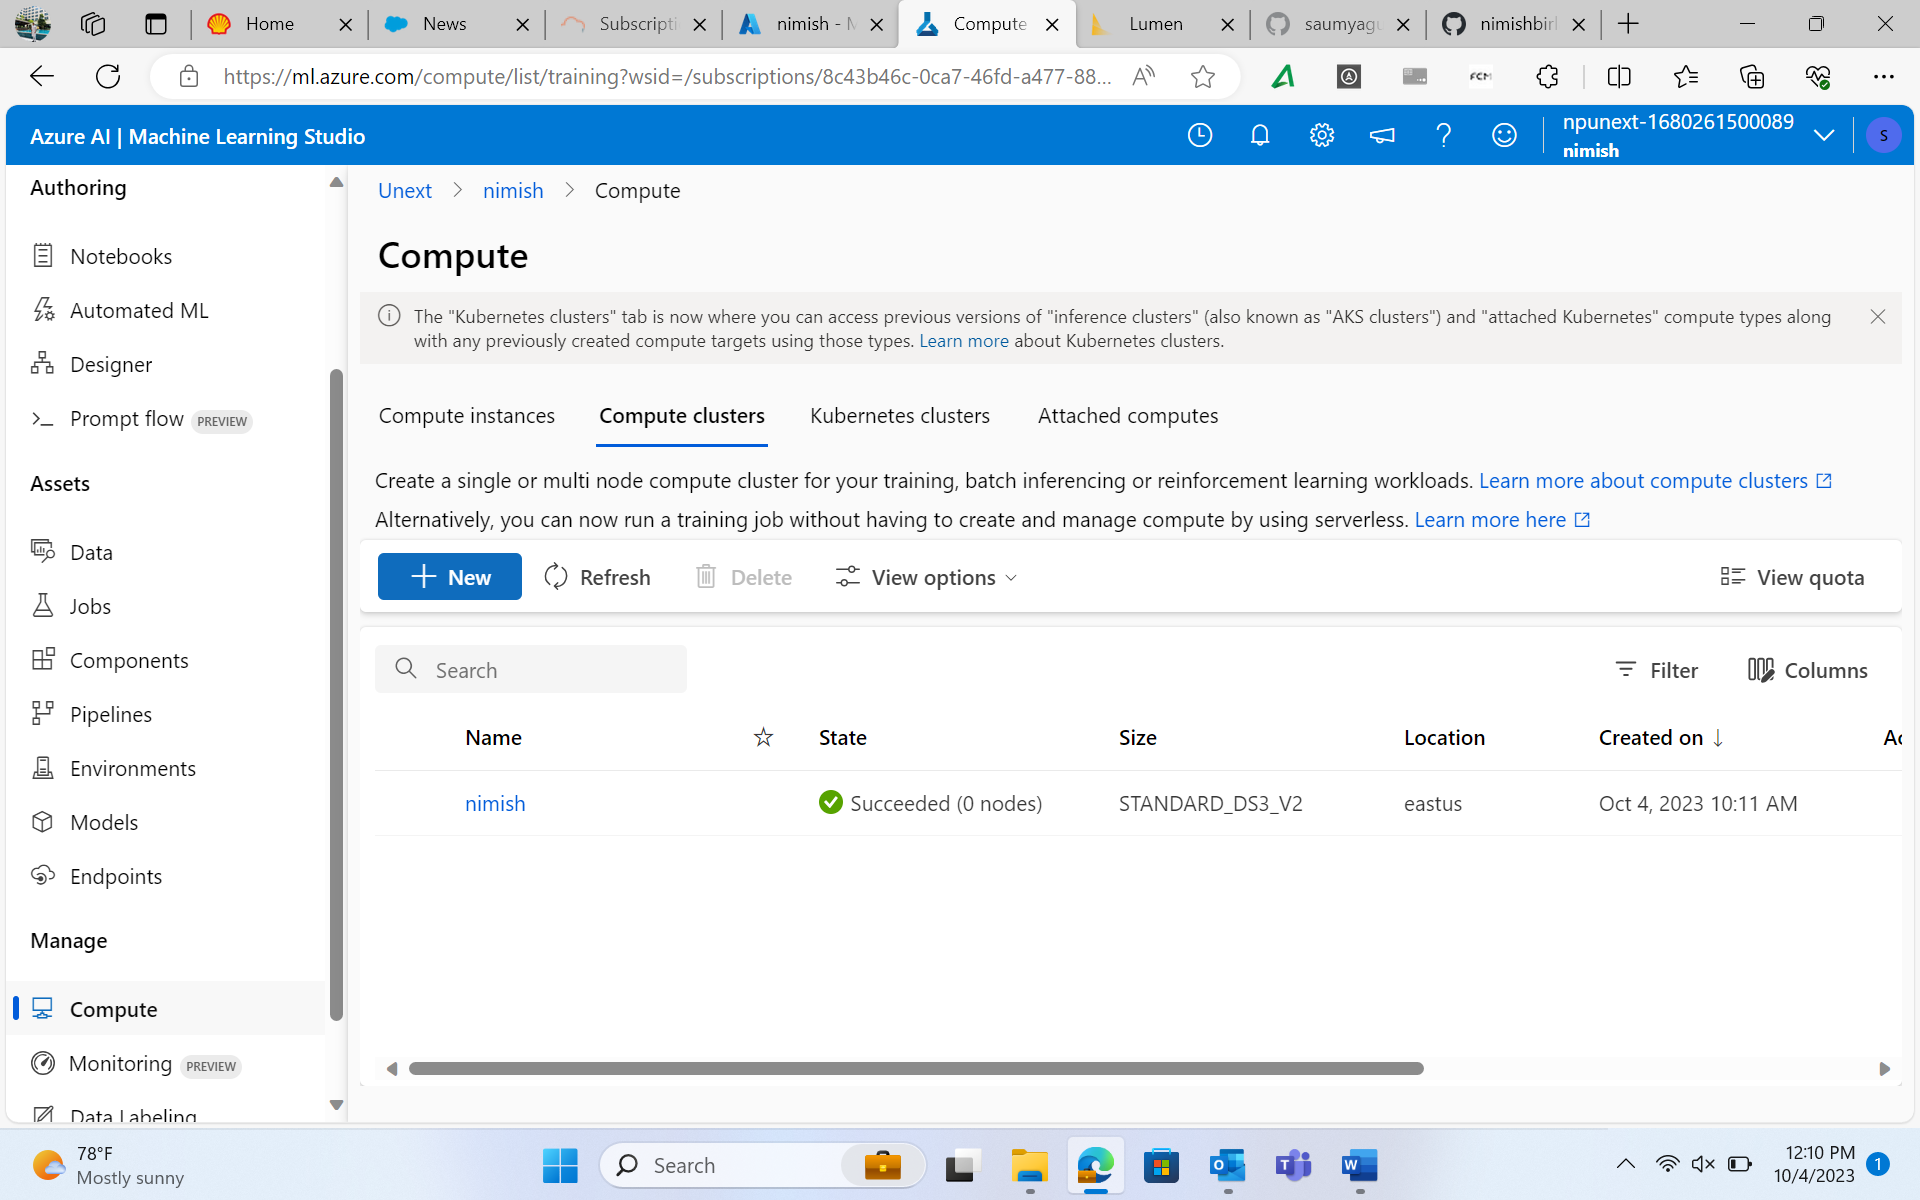 Home
News
Subscripti
nimish - M
Compute
Lumen
saumyagu
nimishbirl
https://ml.azure.com/compute/list/training?wsid=/subscriptions/8c43b46c-0ca7-46fd-a477-88...
FCM
Azure AI | Machine Learning Studio
npunext-1680261500089
nimish
S
Authoring
Notebooks
Automated ML
Designer
Prompt flow PREVIEW
Assets
Data
Jobs
Components
Pipelines
Environments
Models
Endpoints
Manage
Compute
Monitoring PREVIEW
Data Labeling
Unext > nimish > Compute
Compute
The "Kubernetes clusters" tab is now where you can access previous versions of "inference clusters" (also known as "AKS clusters") and "attached Kubernetes" compute types along
with any previously created compute targets using those types. Learn more about Kubernetes clusters.
Compute instances Compute clusters Kubernetes clusters Attached computes
Create a single or multi node compute cluster for your training, batch inferencing or reinforcement learning workloads. Learn more about compute clusters
Alternatively, you can now run a training job without having to create and manage compute by using serverless. Learn more here
New Refresh Delete View options View quota
Search Filter Columns
Name State Size Location Created on ↓ Ac
nimish Succeeded (0 nodes) STANDARD_DS3_V2 eastus Oct 4, 2023 10:11 AM
78°F
Mostly sunny
Search
12:10 PM
10/4/2023
1